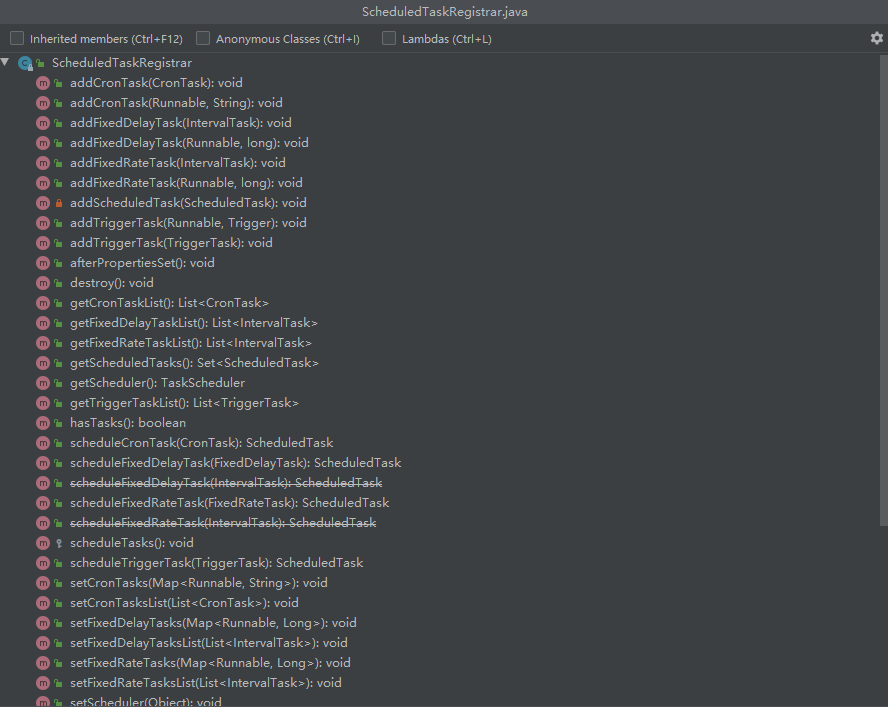 ScheduledTaskRegistrar.java
Inherited members (Ctrl+F12) Anonymous Classes (Ctrl+I) Lambdas (Ctrl+L)
ScheduledTaskRegistrar
addCronTask(CronTask): void
addCronTask(Runnable, String): void
addFixedDelayTask(IntervalTask): void
addFixedDelayTask(Runnable, long): void
addFixedRateTask(IntervalTask): void
addFixedRateTask(Runnable, long): void
addScheduledTask(ScheduledTask): void
addTriggerTask(Runnable, Trigger): void
addTriggerTask(TriggerTask): void
afterPropertiesSet(): void
destroy(): void
getCronTaskList(): List<CronTask>
getFixedDelayTaskList(): List<IntervalTask>
getFixedRateTaskList(): List<IntervalTask>
getScheduledTasks(): Set<ScheduledTask>
getScheduler(): TaskScheduler
getTriggerTaskList(): List<TriggerTask>
hasTasks(): boolean
scheduleCronTask(CronTask): ScheduledTask
scheduleFixedDelayTask(FixedDelayTask): ScheduledTask
scheduleFixedDelayTask(IntervalTask): ScheduledTask
scheduleFixedRateTask(FixedRateTask): ScheduledTask
scheduleFixedRateTask(IntervalTask): ScheduledTask
scheduleTasks(): void
scheduleTriggerTask(TriggerTask): ScheduledTask
setCronTasks(Map<Runnable, String>): void
setCronTasksList(List<CronTask>): void
setFixedDelayTasks(Map<Runnable, Long>): void
setFixedDelayTasksList(List<IntervalTask>): void
setFixedRateTasks(Map<Runnable, Long>): void
setFixedRateTasksList(List<IntervalTask>): void
setScheduler(Object): void